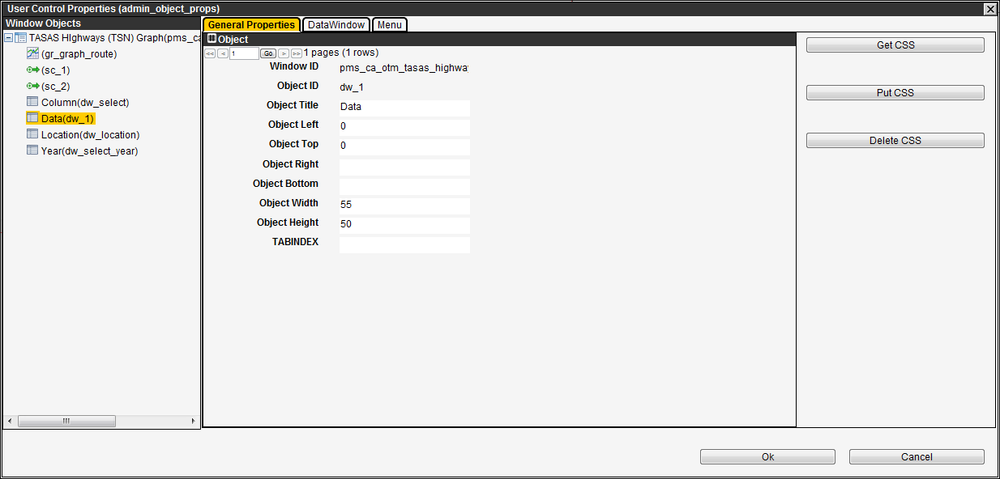 User Control Properties (admin_object_props)
Window Objects
TASAS HIghways (TSN) Graph(pms_ca
(gr_graph_route)
(sc_1)
(sc_2)
Column(dw_select)
Data(dw_1)
Location(dw_location)
Year(dw_select_year)
General Properties
DataWindow
Menu
Object
<< < 1 Go > >> 1 pages (1 rows)
Window ID pms_ca_otm_tasas_highway
Object ID dw_1
Object Title Data
Object Left 0
Object Top 0
Object Right
Object Bottom
Object Width 55
Object Height 50
TABINDEX
Get CSS
Put CSS
Delete CSS
Ok
Cancel